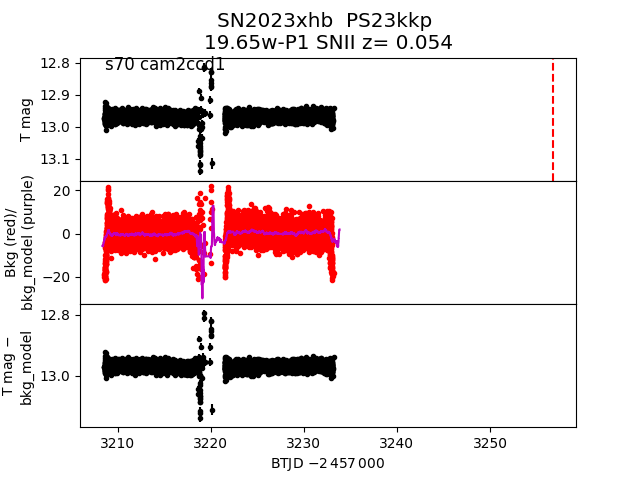 SN2023xhb PS23kkp
19.65w-P1 SNII z= 0.054
s70 cam2ccd1
12.8
12.9
13.0
13.1
T mag
20
0
−20
Bkg (red)/
bkg_model (purple)
12.8
13.0
T mag −
bkg_model
3210 3220 3230 3240 3250
BTJD −2 457 000